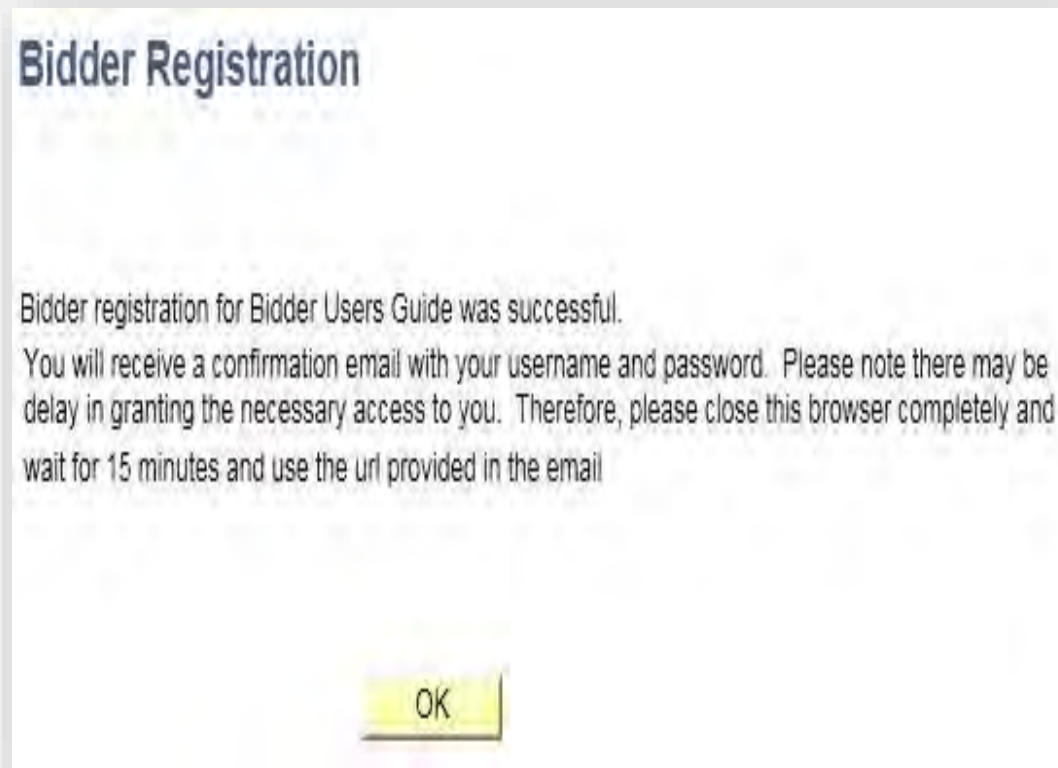 Bidder Registration
Bidder registration for Bidder Users Guide was successful.
You will receive a confirmation email with your username and password.  Please note there may be
delay in granting the necessary access to you.  Therefore, please close this browser completely and
wait for 15 minutes and use the url provided in the email
OK